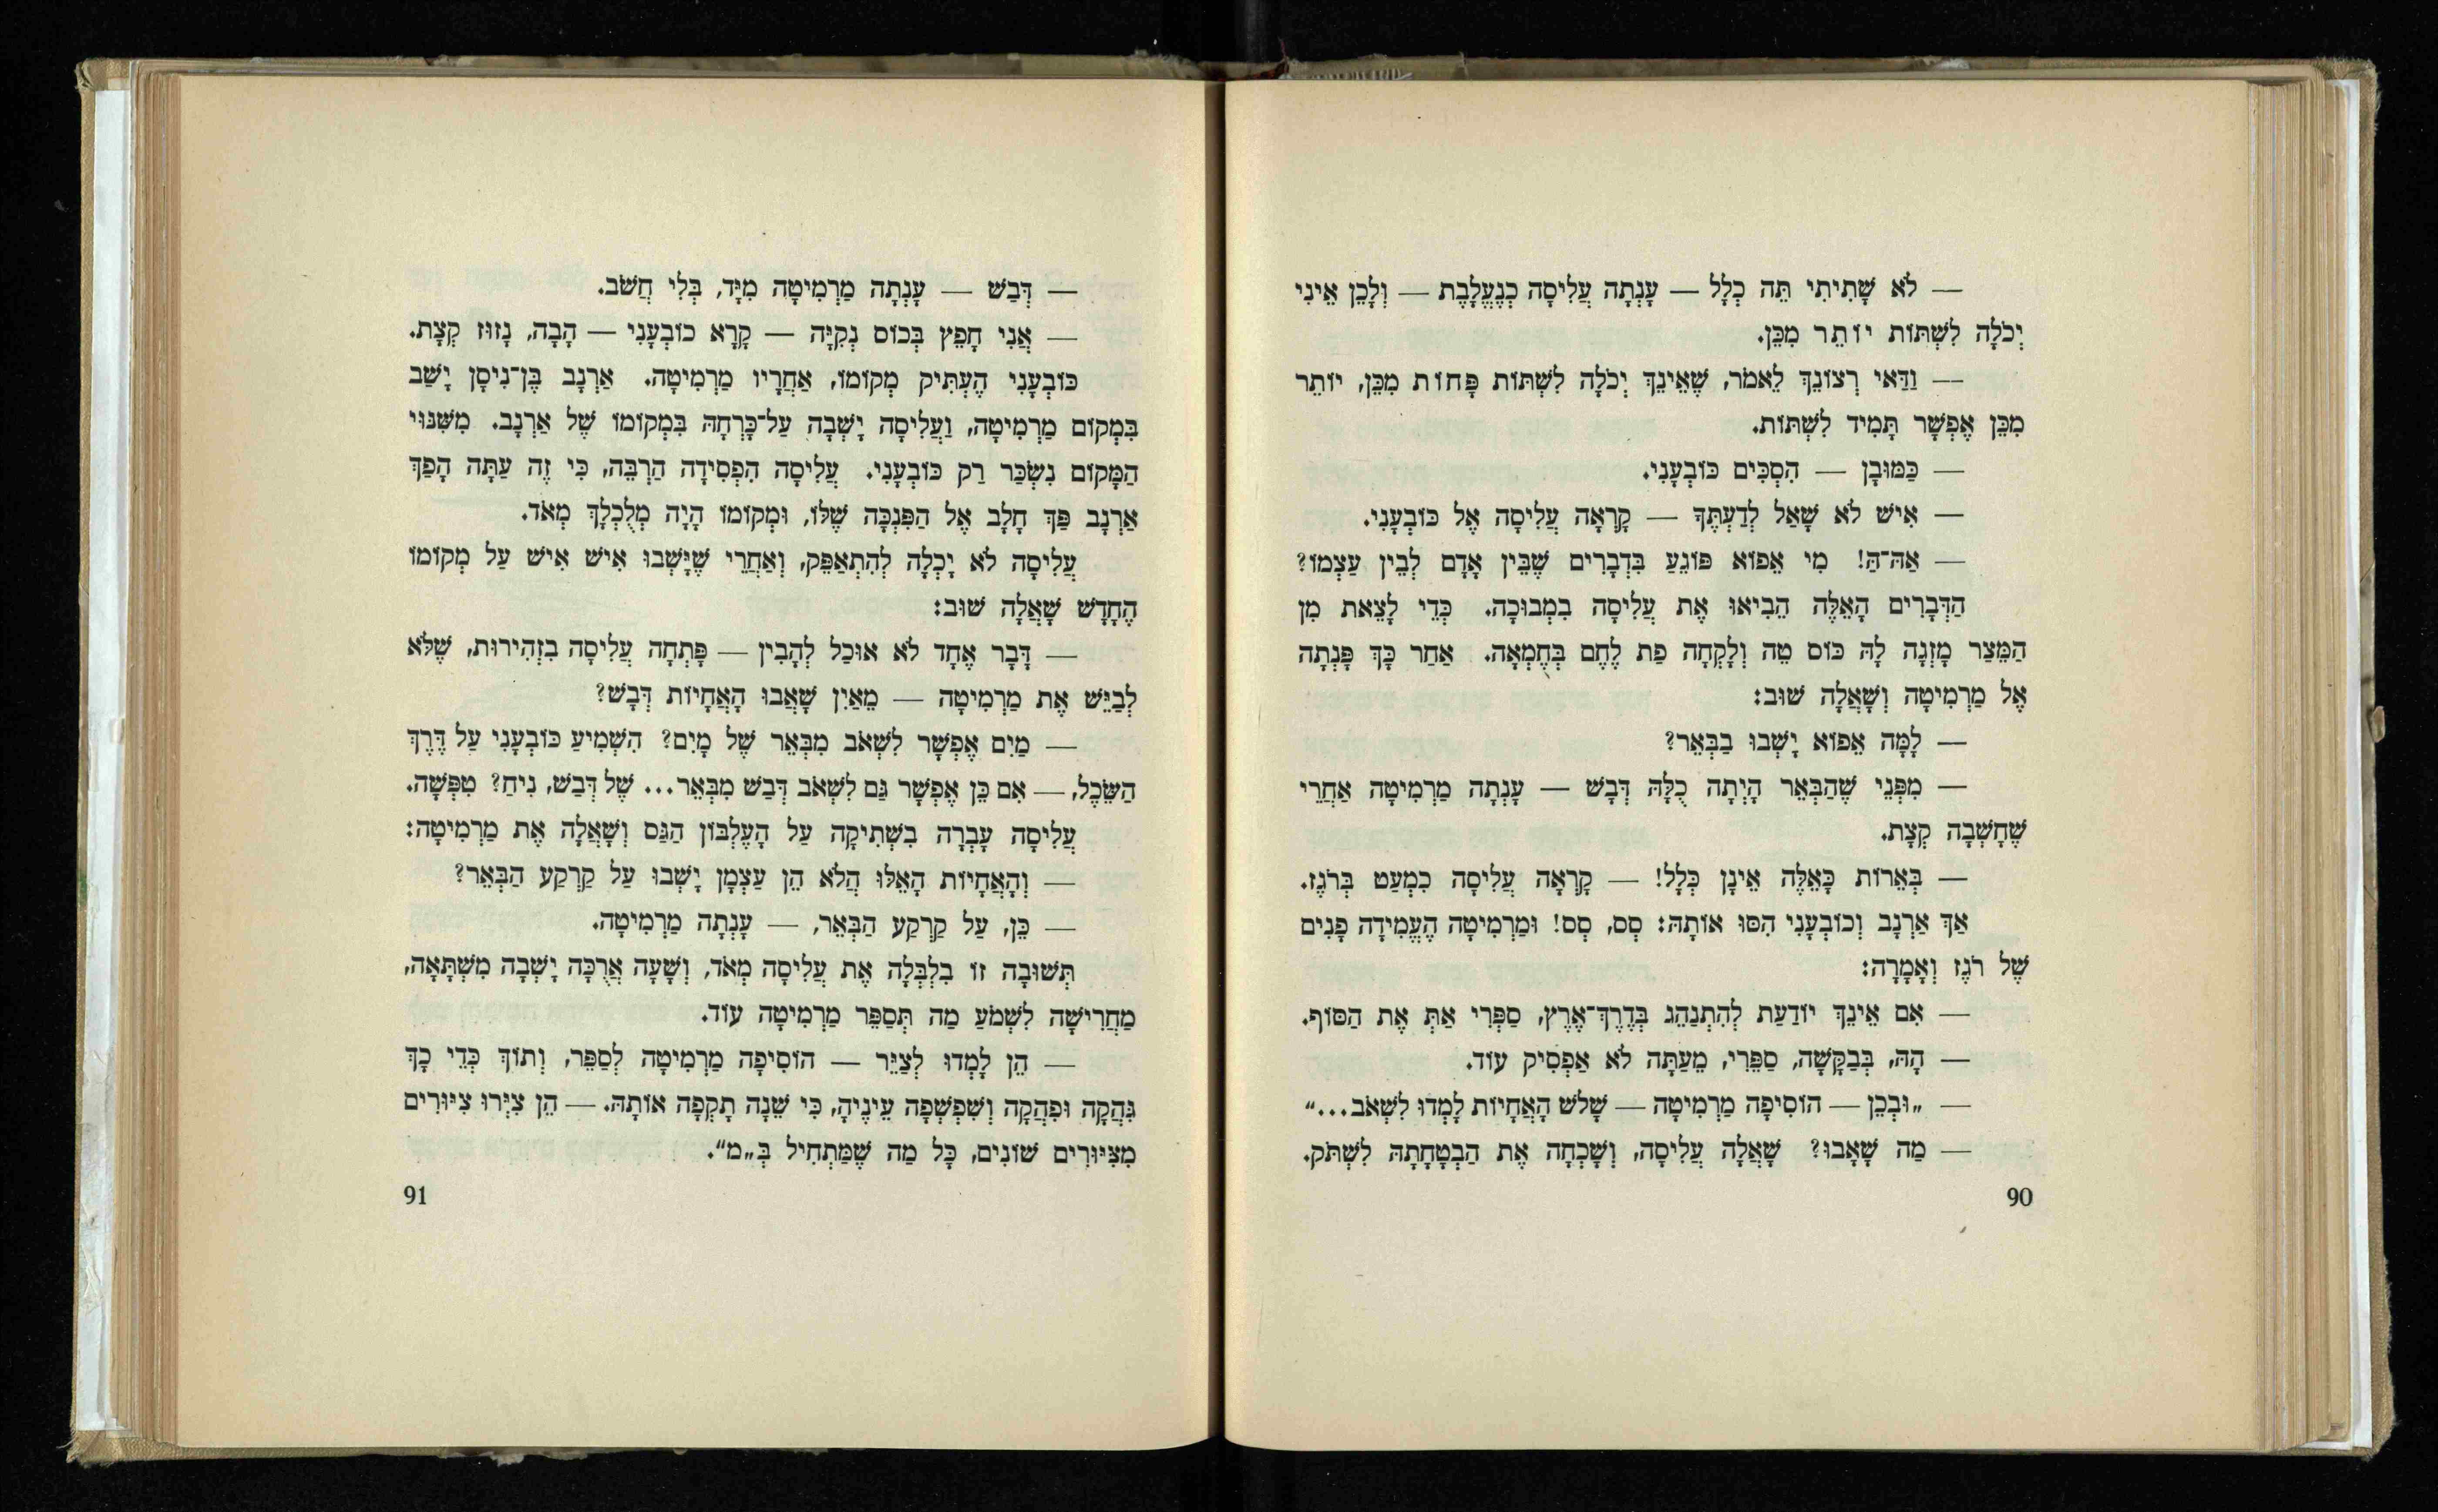 — לֹא שָׁתִיתִי תֵּה כְּלָל — עָנְתָה עֲלִיסָה כְּנֶעֱלֶבֶת — וְלָכֵן אֵינִי
יְכֹלָה לִשְׁתּוֹת יוֹתֵר מִכֵּן.
— וַדַּאי רְצוֹנֵךְ לֵאמֹר, שֶׁאֵינֵךְ יְכֹלָה לִשְׁתּוֹת פָּחוֹת מִכֵּן, יוֹתֵר
מִכֵּן אֶפְשָׁר תָּמִיד לִשְׁתּוֹת.
— כַּמּוּבָן — הִסְכִּים כּוֹבְעָנִי.
— אִישׁ לֹא שָׁאַל לְדַעְתֶּךָ — קָרְאָה עֲלִיסָה אֶל כּוֹבְעָנִי.
— אַהּ־הַּ! מִי אֵפוֹא פּוֹגֵעַ בִּדְבָרִים שֶׁבֵּין אָדָם לְבֵין עַצְמוֹ?
הַדְּבָרִים הָאֵלֶּה הֵבִיאוּ אֶת עֲלִיסָה בִּמְבוּכָה. כְּדֵי לָצֵאת מִן
הַמֵּצַר מָזְגָה לָהּ כּוֹס טֵה וְלָקְחָה פַּת לֶחֶם בְּחֶמְאָה. אַחַר כָּךְ פָּנְתָה
אֶל מַרְמִיטָה וְשָׁאֲלָה שׁוּב:
— לָמָּה אֵפוֹא יָשְׁבוּ בַּבְּאֵר?
— מִפְּנֵי שֶׁהַבְּאֵר הָיְתָה כֻלָּהּ דְּבָשׁ — עָנְתָה מַרְמִיטָה אַחֲרֵי
שֶׁחָשְׁבָה קְצָת.
— בְּאֵרוֹת כָּאֵלֶּה אֵינָן כְּלָל! — קָרְאָה עֲלִיסָה כִּמְעַט בְּרֹגֶז.
אַךְ אַרְנָב וְכוֹבְעָנִי הִסּוּ אוֹתָהּ: סְס, סְס! וּמַרְמִיטָה הֶעֱמִידָה פָנִים
שֶׁל רֹגֶז וְאָמְרָה:
— אִם אֵינֵךְ יוֹדַעַת לְהִתְנַהֵג בְּדֶרֶךְ־אֶרֶץ, סַפְּרִי אַתְּ אֶת הַסּוֹף.
— הָהּ, בְּבַקָּשָׁה, סַפֵּרִי, מֵעַתָּה לֹא אַפְסִיק עוֹד.
— „וּבְכֵן — הוֹסִיפָה מַרְמִיטָה — שָׁלֹשׁ הָאֲחָיוֹת לָמְדוּ לִשְׁאֹב...“
— מַה שָּׁאֲבוּ? שָׁאֲלָה עֲלִיסָה, וְשָׁכְחָה אֶת הַבְטָחָתָהּ לִשְׁתֹּק.
90
— דְּבַשׁ — עָנְתָה מַרְמִיטָה מִיָּד, בְּלִי חֲשֹׁב.
— אֲנִי חָפֵץ בְּכוֹס נְקִיָּה — קָרָא כּוֹבְעָנִי — הָבָה, נָזוּז קְצָת.
כּוֹבְעָנִי הֶעְתִּיק מְקוֹמוֹ, אַחֲרָיו מַרְמִיטָה. אַרְנָב בֶּן־נִיסָן יָשַׁב
בִּמְקוֹם מַרְמִיטָה, וַעֲלִיסָה יָשְׁבָה עַל־כָּרְחָהּ בִּמְקוֹמוֹ שֶׁל אַרְנָב. מִשִּׁנּוּי
הַמָּקוֹם נִשְׂכַּר רַק כּוֹבְעָנִי. עֲלִיסָה הִפְסִידָה הַרְבֵּה, כִּי זֶה עַתָּה הָפַךְ
אַרְנָב פַּךְ חָלָב אֶל הַפִּנְכָּה שֶׁלּוֹ, וּמְקוֹמוֹ הָיָה מְלֻכְלָךְ מְאֹד.
עֲלִיסָה לֹא יָכְלָה לְהִתְאַפֵּק, וְאַחֲרֵי שֶׁיָּשְׁבוּ אִישׁ אִישׁ עַל מְקוֹמוֹ
הֶחָדָשׁ שָׁאֲלָה שׁוּב:
— דָּבָר אֶחָד לֹא אוּכַל לְהָבִין — פָּתְחָה עֲלִיסָה בִזְהִירוּת, שֶׁלֹּא
לְבַיֵּשׁ אֶת מַרְמִיטָה — מֵאַיִן שָׁאֲבוּ הָאֲחָיוֹת דְּבָשׁ?
— מַיִם אֶפְשָׁר לִשְׁאֹב מִבְּאֵר שֶׁל מָיִם? הִשְׁמִיעַ כּוֹבְעָנִי עַל דֶּרֶךְ
הַשֵּׂכֶל, — אִם כֵּן אֶפְשָׁר גַּם לִשְׁאֹב דְּבַשׁ מִבְּאֵר... שֶׁל דְּבַשׁ, נִיחַ? טִפְּשָׁה.
עֲלִיסָה עָבְרָה בִשְׁתִיקָה עַל הָעֶלְבּוֹן הַגַּס וְשָׁאֲלָה אֶת מַרְמִיטָה:
— וְהָאֲחָיוֹת הָאֵלּוּ הֲלֹא הֵן עַצְמָן יָשְׁבוּ עַל קַרְקַע הַבְּאֵר?
— כֵּן, עַל קַרְקַע הַבְּאֵר, — עָנְתָה מַרְמִיטָה.
תְּשׁוּבָה זוֹ בִּלְבְּלָה אֶת עֲלִיסָה מְאֹד, וְשָׁעָה אֲרֻכָּה יָשְׁבָה מִשְׁתָּאָה,
מַחֲרִישָׁה לִשְׁמֹעַ מַה תְּסַפֵּר מַרְמִיטָה עוֹד.
— הֵן לָמְדוּ לְצַיֵּר — הוֹסִיפָה מַרְמִיטָה לְסַפֵּר, וְתוֹךְ כְּדֵי כָךְ
גִּהֲקָה וּפִהֲקָה וְשִׁפְשְׁפָה עֵינֶיהָ, כִּי שֵׁנָה תָקְפָה אוֹתָהּ. — הֵן צִיְּרוּ צִיּוּרִים
מִצִּיּוּרִים שׁוֹנִים, כָּל מַה שֶּׁמַּתְחִיל בְּ„מ“.
91